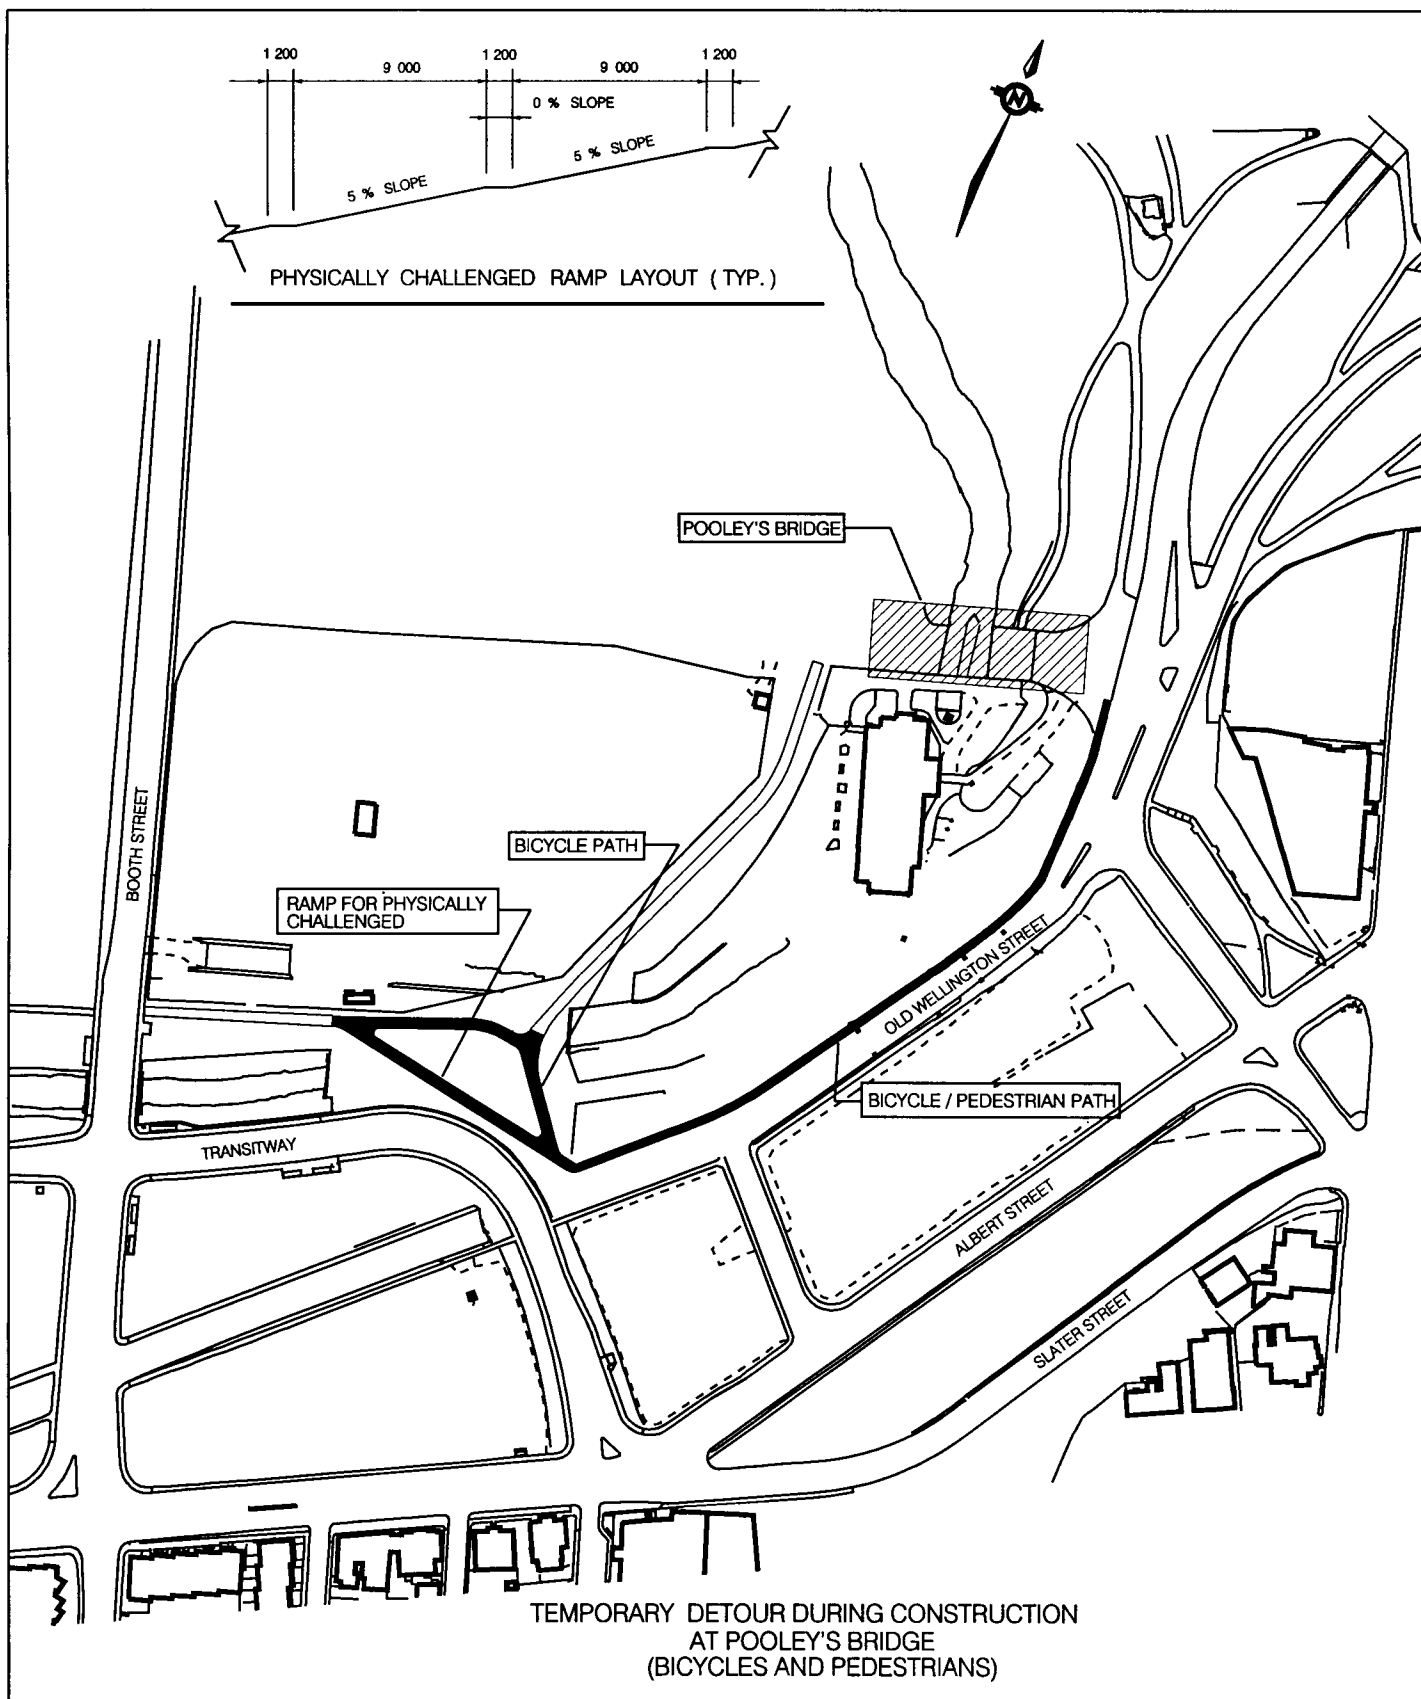 1 200
9 000
1 200
9 000
1 200
0 % SLOPE
5 % SLOPE
5 % SLOPE
PHYSICALLY CHALLENGED RAMP LAYOUT ( TYP. )
N
POOLEY'S BRIDGE
BOOTH STREET
BICYCLE PATH
RAMP FOR PHYSICALLY
CHALLENGED
OLD WELLINGTON STREET
BICYCLE / PEDESTRIAN PATH
TRANSITWAY
ALBERT STREET
SLATER STREET
TEMPORARY DETOUR DURING CONSTRUCTION
AT POOLEY'S BRIDGE
(BICYCLES AND PEDESTRIANS)